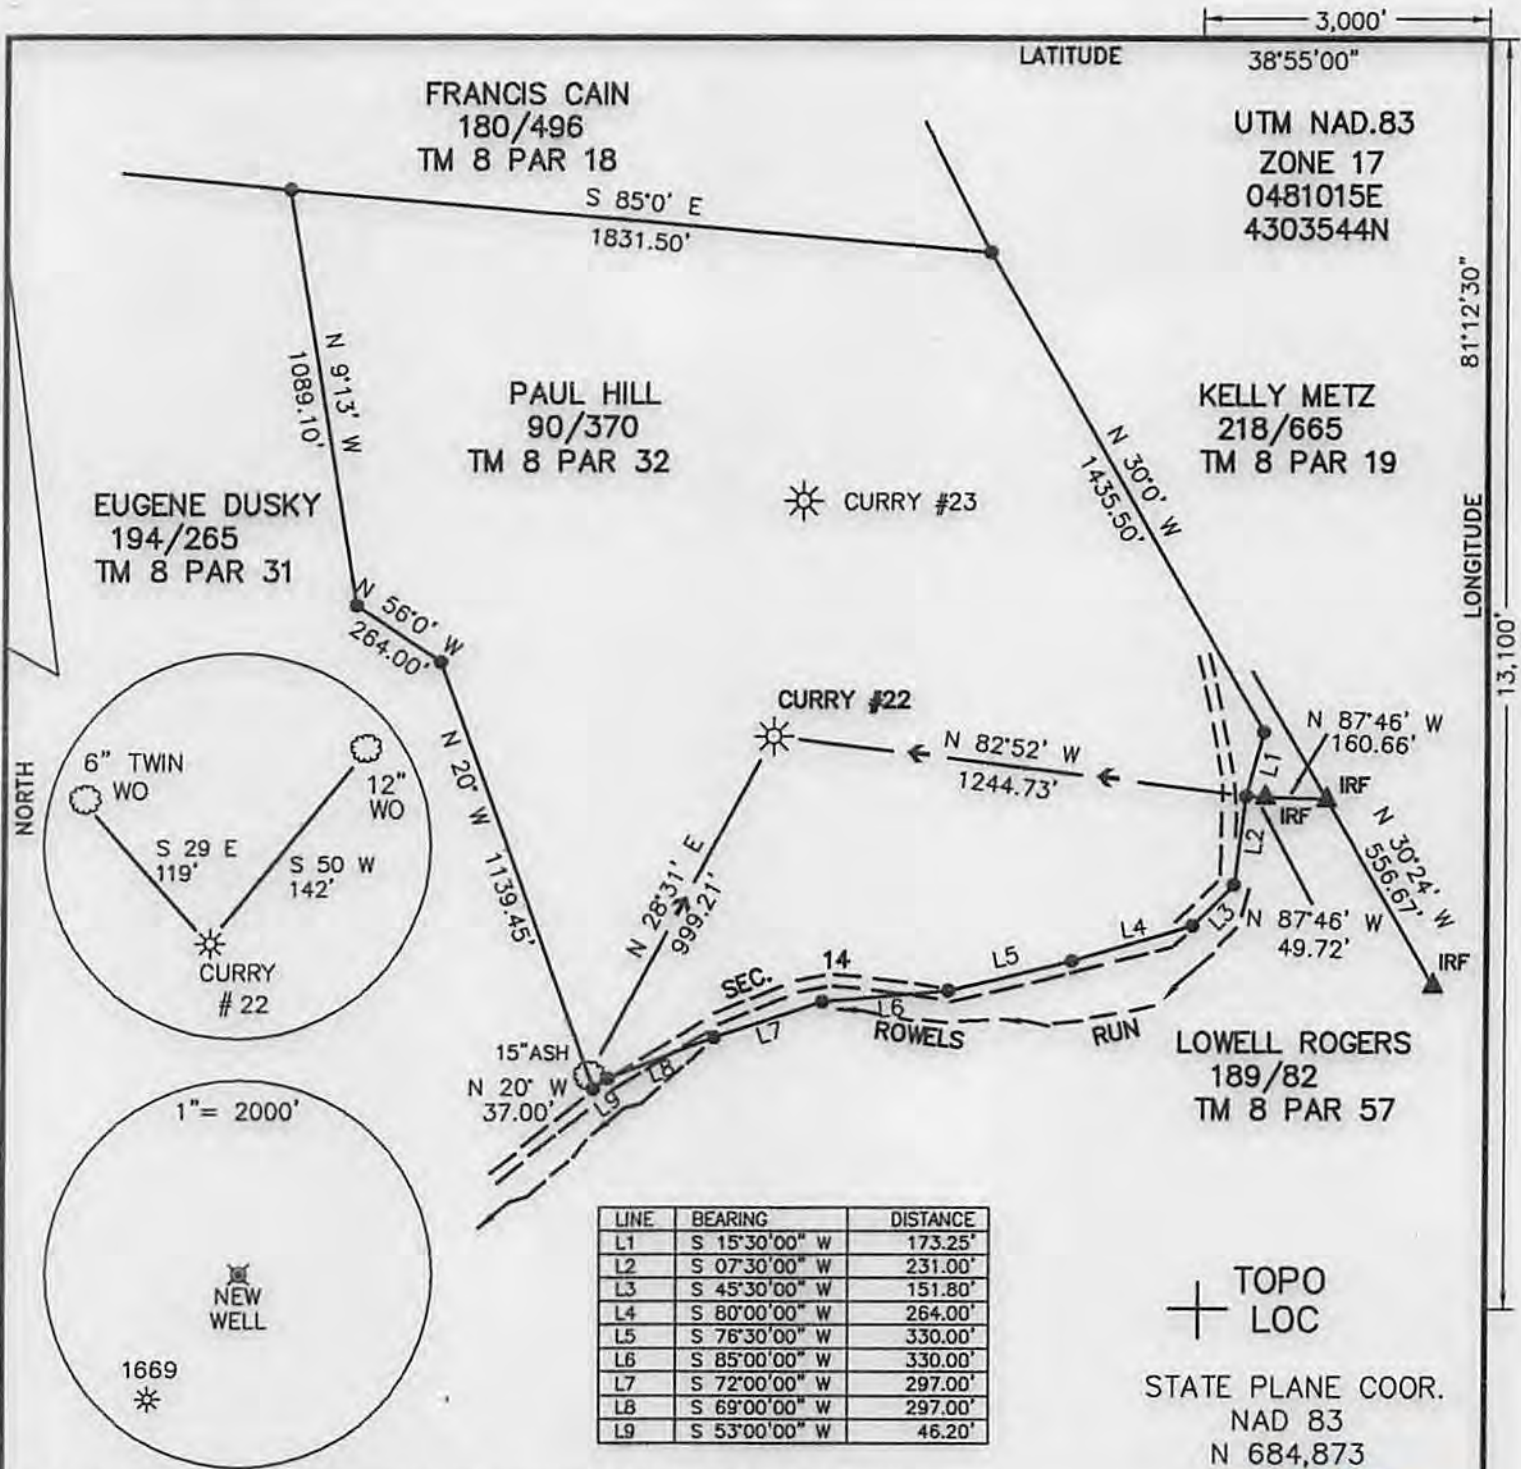 3,000'
LATITUDE 38°55'00"
FRANCIS CAIN
180/496
TM 8 PAR 18
UTM NAD.83
ZONE 17
0481015E
4303544N
S 85°0' E
1831.50'
81°12'30"
LONGITUDE
13,100'
N 9°13' W
1089.10'
PAUL HILL
90/370
TM 8 PAR 32
KELLY METZ
218/665
TM 8 PAR 19
N 30°0' W
1435.50'
CURRY #23
EUGENE DUSKY
194/265
TM 8 PAR 31
N 56°0' W
264.00'
CURRY #22
N 82°52' W
1244.73'
N 87°46' W
160.66'
L1
IRF
IRF
L2
N 30°24' W
556.67'
N 87°46' W
49.72'
IRF
NORTH
6" TWIN
WO
12"
WO
S 29 E
119'
S 50 W
142'
CURRY
# 22
N 20° W 1139.45'
N 28°31' E
999.21'
L3
L4
L5
L6
L7
L8
L9
SEC. 14
ROWELS RUN
15"ASH
N 20° W
37.00'
LOWELL ROGERS
189/82
TM 8 PAR 57
1"= 2000'
NEW
WELL
1669
LINE BEARING DISTANCE
L1 S 15°30'00" W 173.25'
L2 S 07°30'00" W 231.00'
L3 S 45°30'00" W 151.80'
L4 S 80°00'00" W 264.00'
L5 S 76°30'00" W 330.00'
L6 S 85°00'00" W 330.00'
L7 S 72°00'00" W 297.00'
L8 S 69°00'00" W 297.00'
L9 S 53°00'00" W 46.20'
TOPO
LOC
STATE PLANE COOR.
NAD 83
N 684,873